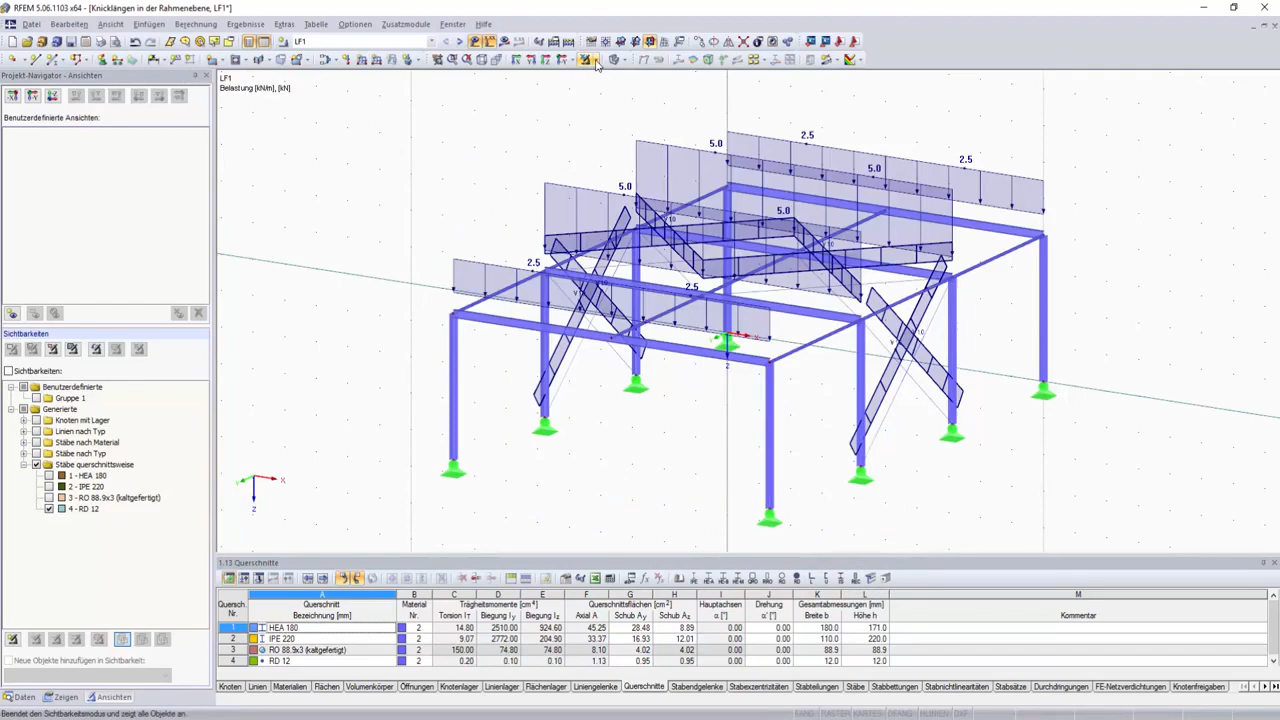 RFEM 5.06.1103 x64 - [Knicklängen in der Rahmenebene, LF1*]
Datei Bearbeiten Ansicht Einfügen Berechnung Ergebnisse Extras Tabelle Optionen Zusatzmodule Fenster Hilfe
LF1
Projekt-Navigator - Ansichten
Benutzerdefinierte Ansichten:
Sichtbarkeiten
Sichtbarkeiten:
Benutzerdefinierte
Gruppe 1
Generierte
Knoten mit Lager
Linien nach Typ
Stäbe nach Material
Stäbe nach Typ
Stäbe querschnittsweise
1 - HEA 180
2 - IPE 220
3 - RO 88.9x3 (kaltgefertigt)
4 - RD 12
Neue Objekte hinzufügen in Sichtbarkeit:
Daten Zeigen Ansichten
LF1
Belastung [kN/m], [kN]
2.5
5.0
2.5
5.0
5.0
5.0
2.5
2.5
X
Z
1.13 Querschnitte
A B C D E F G H I J K L M
Quersch. Querschnitt Material Trägheitsmomente [cm⁴] Querschnittsflächen [cm²] Hauptachsen Drehung Gesamtabmessungen [mm]
Nr. Bezeichnung [mm] Nr. Torsion IT Biegung Iy Biegung Iz Axial A Schub Ay Schub Az α [°] α' [°] Breite b Höhe h Kommentar
1 HEA 180 2 14.80 2510.00 924.60 45.25 28.48 8.89 0.00 0.00 180.0 171.0
2 IPE 220 2 9.07 2772.00 204.90 33.37 16.93 12.01 0.00 0.00 110.0 220.0
3 RO 88.9x3 (kaltgefertigt) 2 150.00 74.80 74.80 8.10 4.02 4.02 0.00 0.00 88.9 88.9
4 RD 12 2 0.20 0.10 0.10 1.13 0.95 0.95 0.00 0.00 12.0 12.0
Knoten Linien Materialien Flächen Volumenkörper Öffnungen Knotenlager Linienlager Flächenlager Liniengelenke Querschnitte Stabendgelenke Stabexzentrizitäten Stabteilungen Stäbe Stabbettungen Stabnichtlinearitäten Stabsätze Durchdringungen FE-Netzverdichtungen Knotenfreigaben
Beendet den Sichtbarkeitsmodus und zeigt alle Objekte an.
FANG RASTER KARTES OFANG HLINIEN DXF